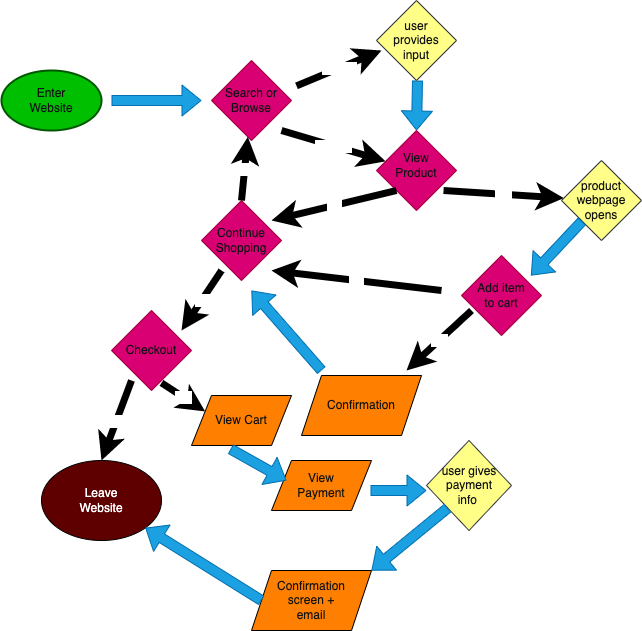 user
provides
input
Enter
Website
Search or
Browse
View
Product
product
webpage
opens
Continue
Shopping
Add item
to cart
Checkout
View Cart
Confirmation
View
Payment
user gives
payment
info
Leave
Website
Confirmation
screen +
email